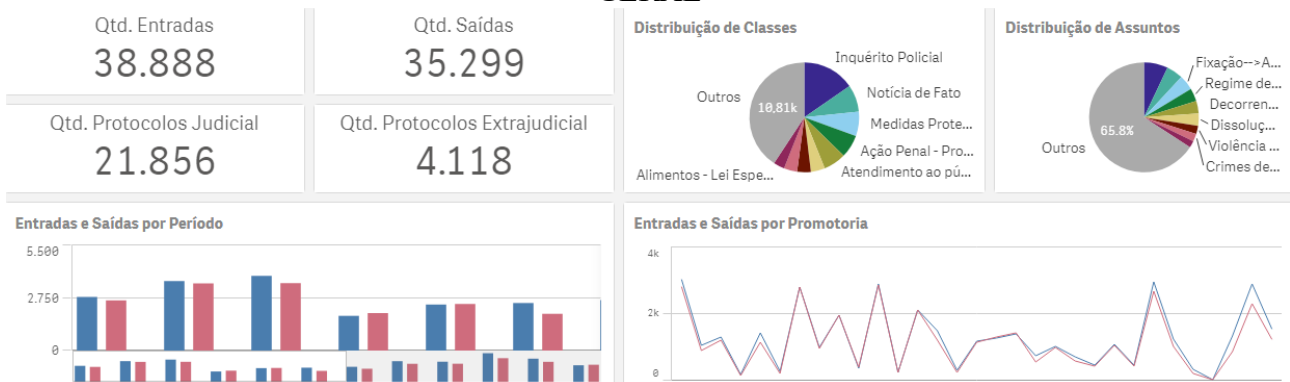 Qtd. Entradas
38.888
Qtd. Saídas
35.299
Qtd. Protocolos Judicial
21.856
Qtd. Protocolos Extrajudicial
4.118
Distribuição de Classes
Inquérito Policial
Notícia de Fato
Medidas Prote...
Ação Penal - Pro...
Atendimento ao pú...
Alimentos - Lei Espe...
Outros
10,81k
Distribuição de Assuntos
Fixação-->A...
Regime de...
Decorren...
Dissoluç...
Violência ...
Crimes de...
Outros
65.8%
Entradas e Saídas por Período
5.500
2.750
0
Entradas e Saídas por Promotoria
4k
2k
0